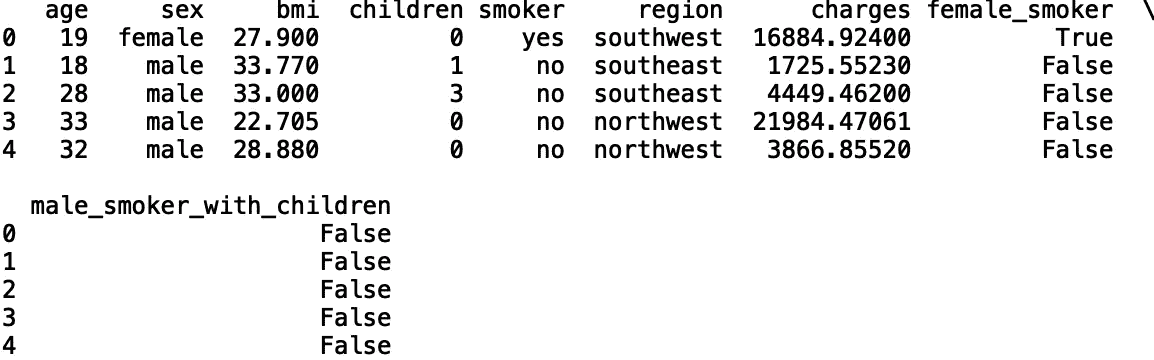 age sex bmi children smoker region charges female_smoker \
0 19 female 27.900 0 yes southwest 16884.92400 True
1 18 male 33.770 1 no southeast 1725.55230 False
2 28 male 33.000 3 no southeast 4449.46200 False
3 33 male 22.705 0 no northwest 21984.47061 False
4 32 male 28.880 0 no northwest 3866.85520 False
male_smoker_with_children
0 False
1 False
2 False
3 False
4 False